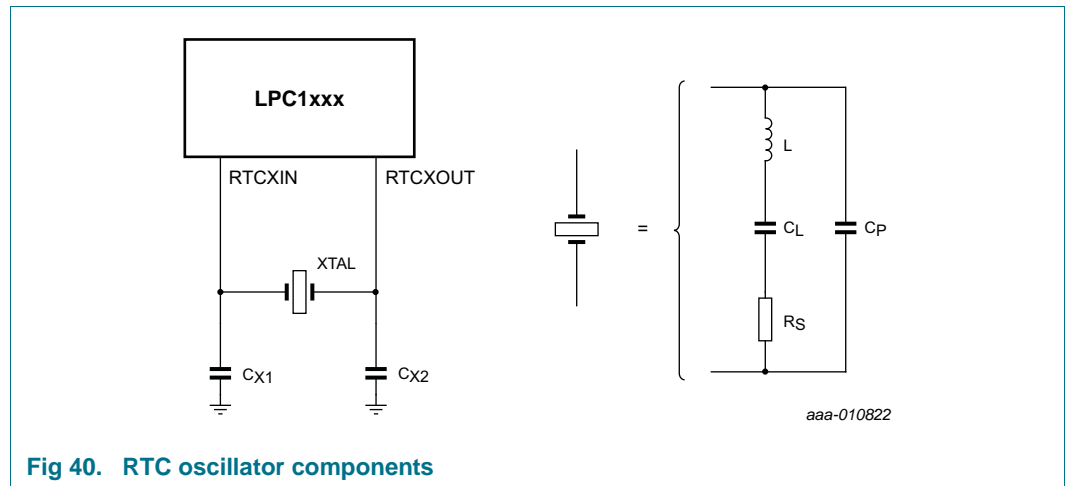 LPC1xxx
RTCXIN
RTCXOUT
XTAL
CX1
CX2
=
L
CL
CP
RS
aaa-010822
Fig 40. RTC oscillator components